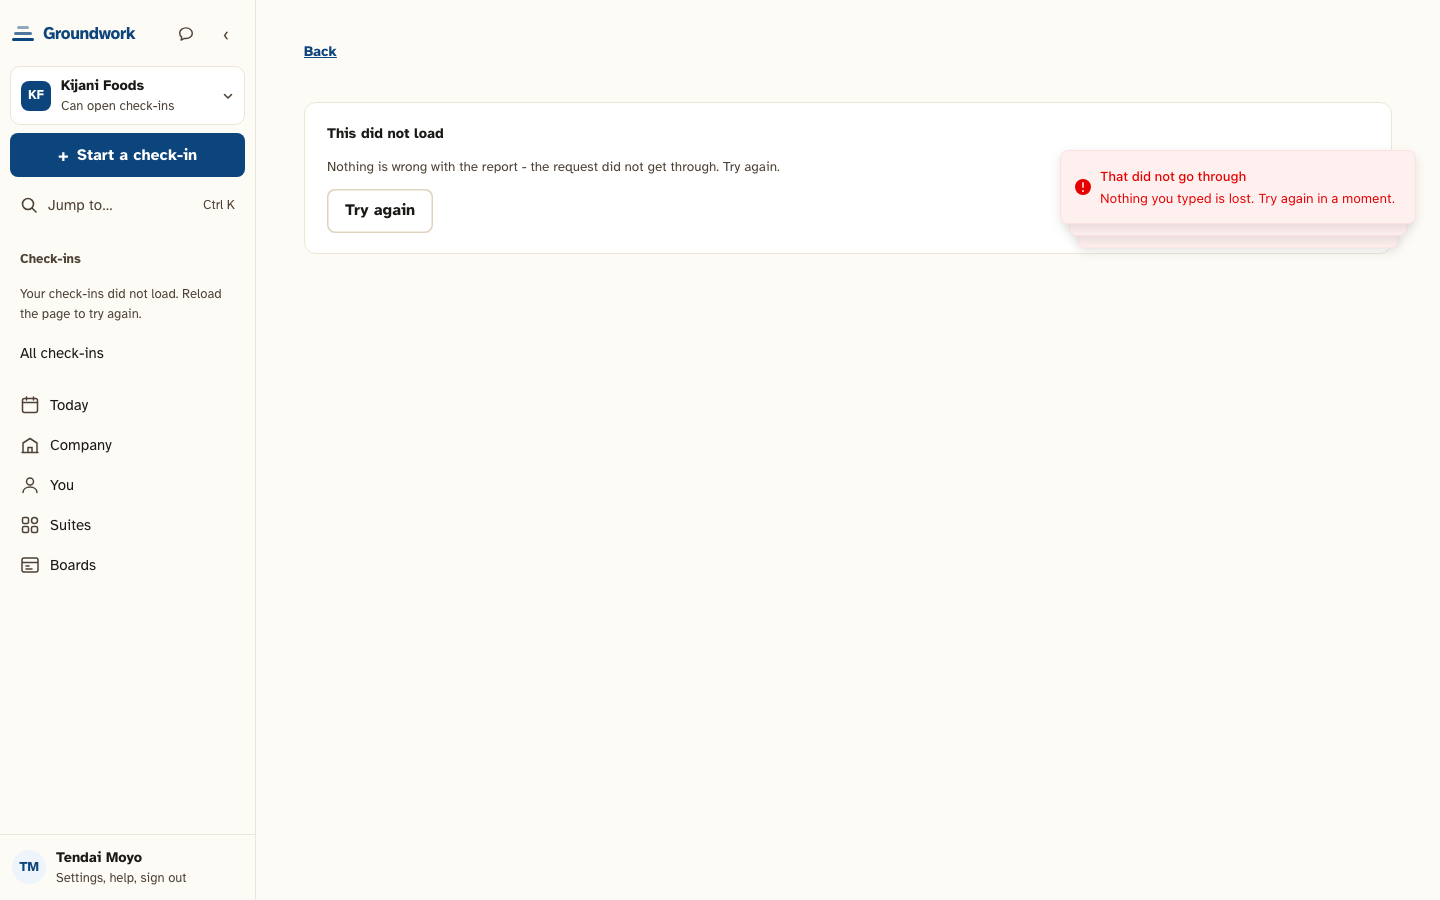 Groundwork
KF
Kijani Foods
Can open check-ins
+ Start a check-in
Jump to...
Ctrl K
Check-ins
Your check-ins did not load. Reload
the page to try again.
All check-ins
Today
Company
You
Suites
Boards
TM
Tendai Moyo
Settings, help, sign out
Back
This did not load
Nothing is wrong with the report - the request did not get through. Try again.
Try again
That did not go through
Nothing you typed is lost. Try again in a moment.